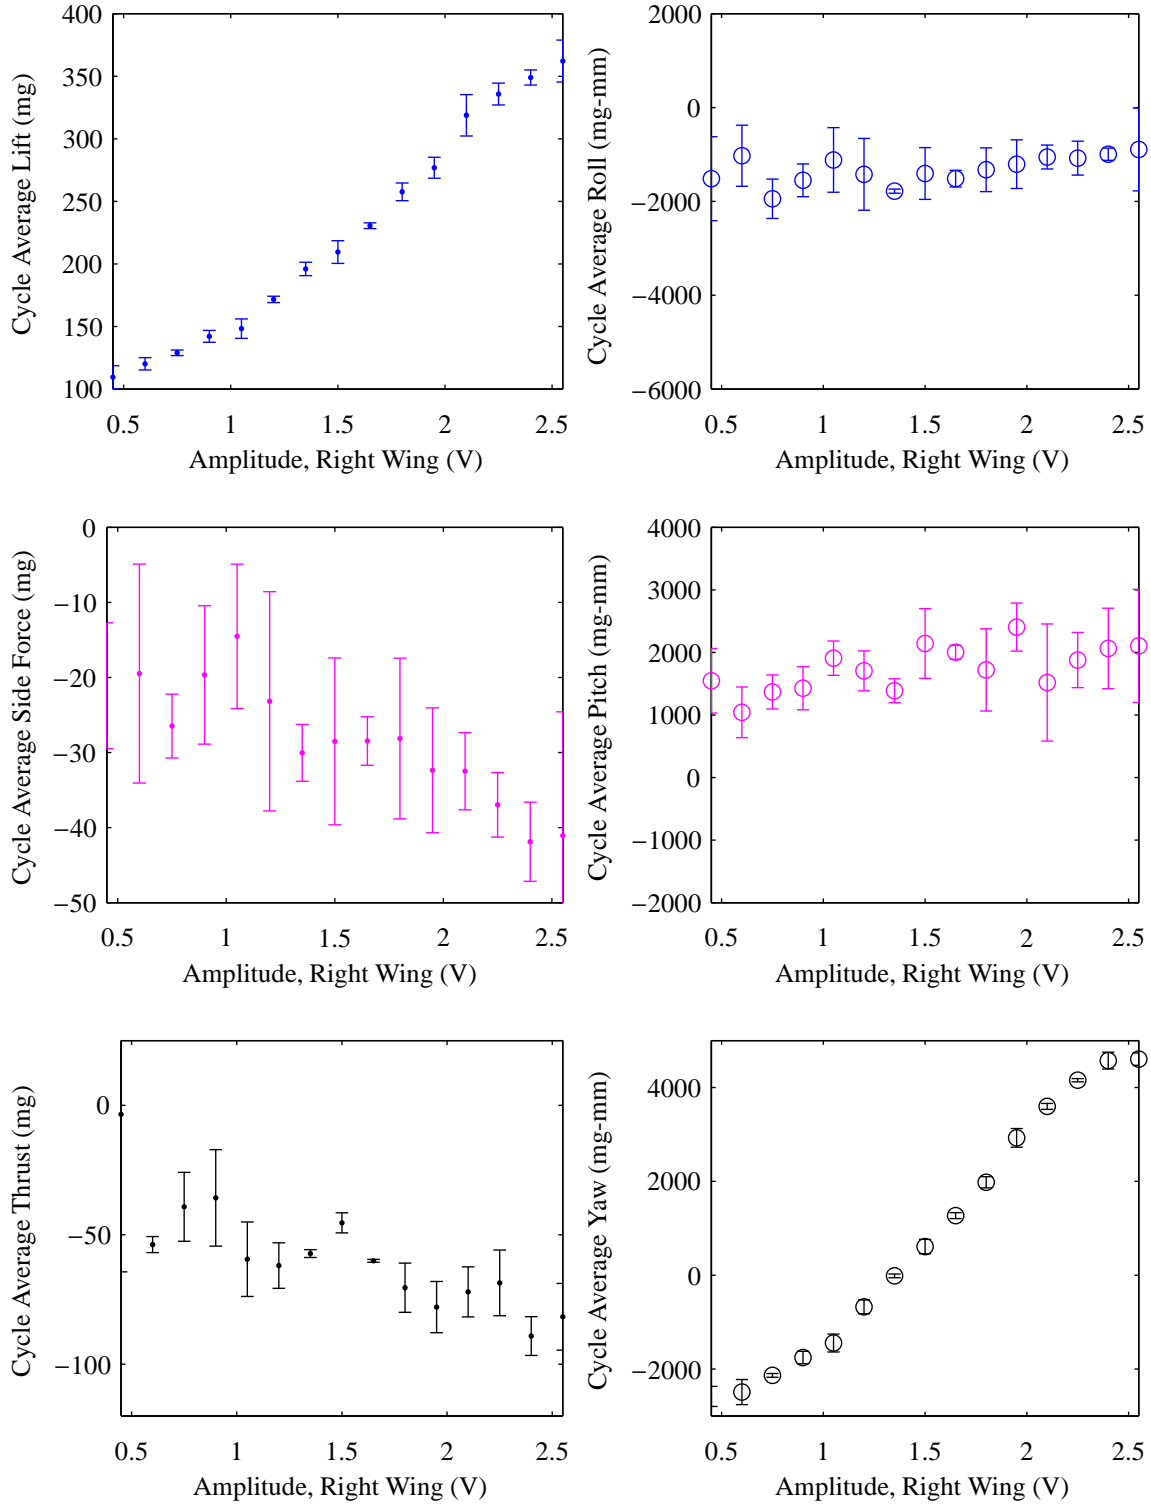 400
350
300
250
200
150
100
0.5 1 1.5 2 2.5
Amplitude, Right Wing (V)
Cycle Average Lift (mg)
2000
0
−2000
−4000
−6000
0.5 1 1.5 2 2.5
Amplitude, Right Wing (V)
Cycle Average Roll (mg-mm)
0
−10
−20
−30
−40
−50
0.5 1 1.5 2 2.5
Amplitude, Right Wing (V)
Cycle Average Side Force (mg)
4000
3000
2000
1000
0
−1000
−2000
0.5 1 1.5 2 2.5
Amplitude, Right Wing (V)
Cycle Average Pitch (mg-mm)
0
−50
−100
0.5 1 1.5 2 2.5
Amplitude, Right Wing (V)
Cycle Average Thrust (mg)
4000
2000
0
−2000
0.5 1 1.5 2 2.5
Amplitude, Right Wing (V)
Cycle Average Yaw (mg-mm)